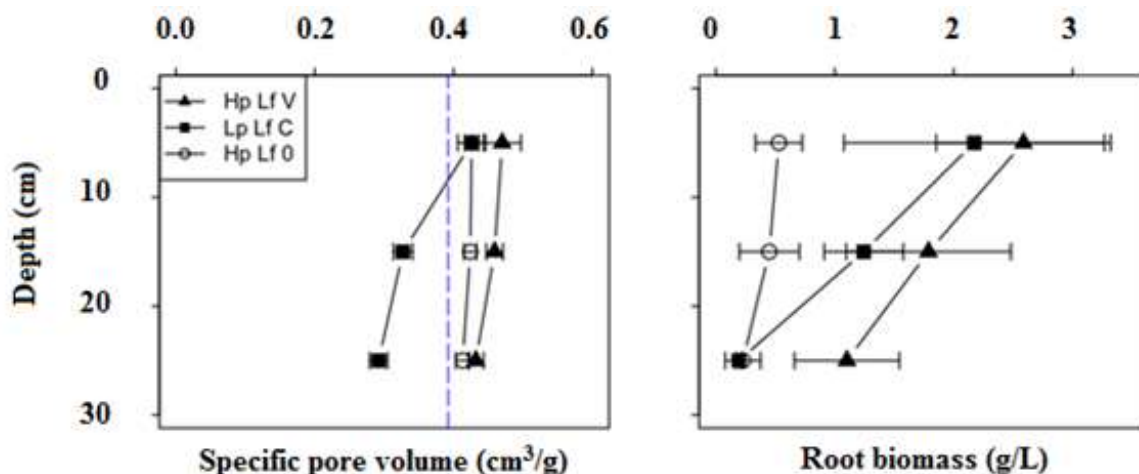 0.0 0.2 0.4 0.6 0 1 2 3
0
10
20
30
Depth (cm)
Hp Lf V
Lp Lf C
Hp Lf 0
Specific pore volume (cm³/g) Root biomass (g/L)